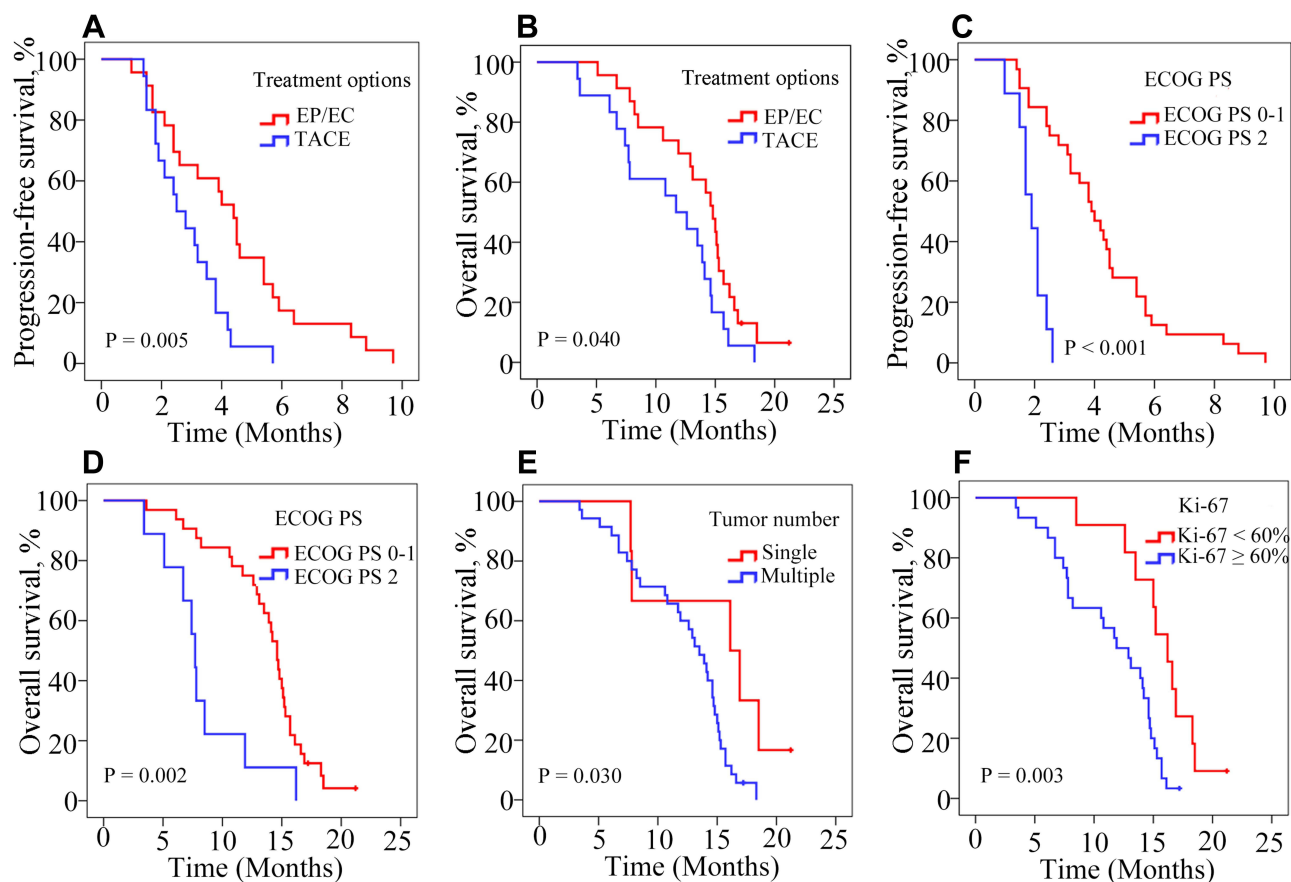 A
Progression-free survival, %
100
80
60
40
20
0
Treatment options
EP/EC
TACE
P = 0.005
0 2 4 6 8 10
Time (Months)
B
Overall survival, %
100
80
60
40
20
0
Treatment options
EP/EC
TACE
P = 0.040
0 5 10 15 20 25
Time (Months)
C
Progression-free survival, %
100
80
60
40
20
0
ECOG PS
ECOG PS 0-1
ECOG PS 2
P < 0.001
0 2 4 6 8 10
Time (Months)
D
Overall survival, %
100
80
60
40
20
0
ECOG PS
ECOG PS 0-1
ECOG PS 2
P = 0.002
0 5 10 15 20 25
Time (Months)
E
Overall survival, %
100
80
60
40
20
0
Tumor number
Single
Multiple
P = 0.030
0 5 10 15 20 25
Time (Months)
F
Overall survival, %
100
80
60
40
20
0
Ki-67
Ki-67 < 60%
Ki-67 ≥ 60%
P = 0.003
0 5 10 15 20 25
Time (Months)